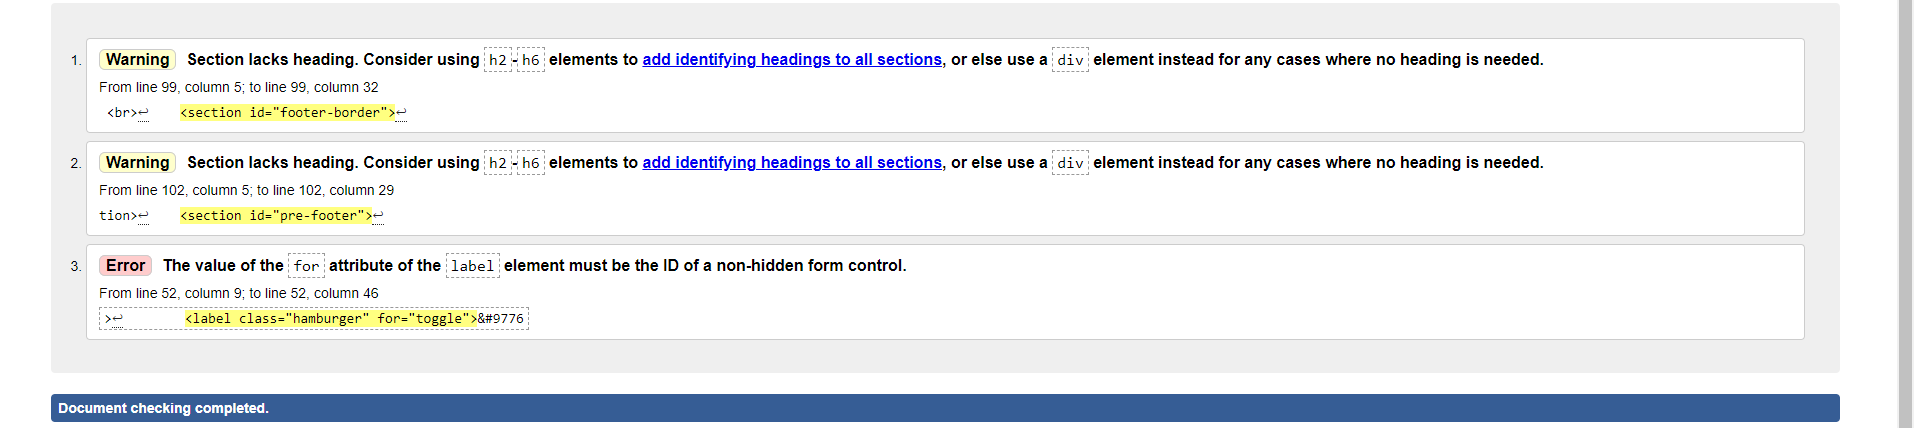 1. Warning Section lacks heading. Consider using h2-h6 elements to add identifying headings to all sections, or else use a div element instead for any cases where no heading is needed.
From line 99, column 5; to line 99, column 32
<br>↩ <section id="footer-border">↩
2. Warning Section lacks heading. Consider using h2-h6 elements to add identifying headings to all sections, or else use a div element instead for any cases where no heading is needed.
From line 102, column 5; to line 102, column 29
tion>↩ <section id="pre-footer">↩
3. Error The value of the for attribute of the label element must be the ID of a non-hidden form control.
From line 52, column 9; to line 52, column 46
>↩ <label class="hamburger" for="toggle">&#9776
Document checking completed.